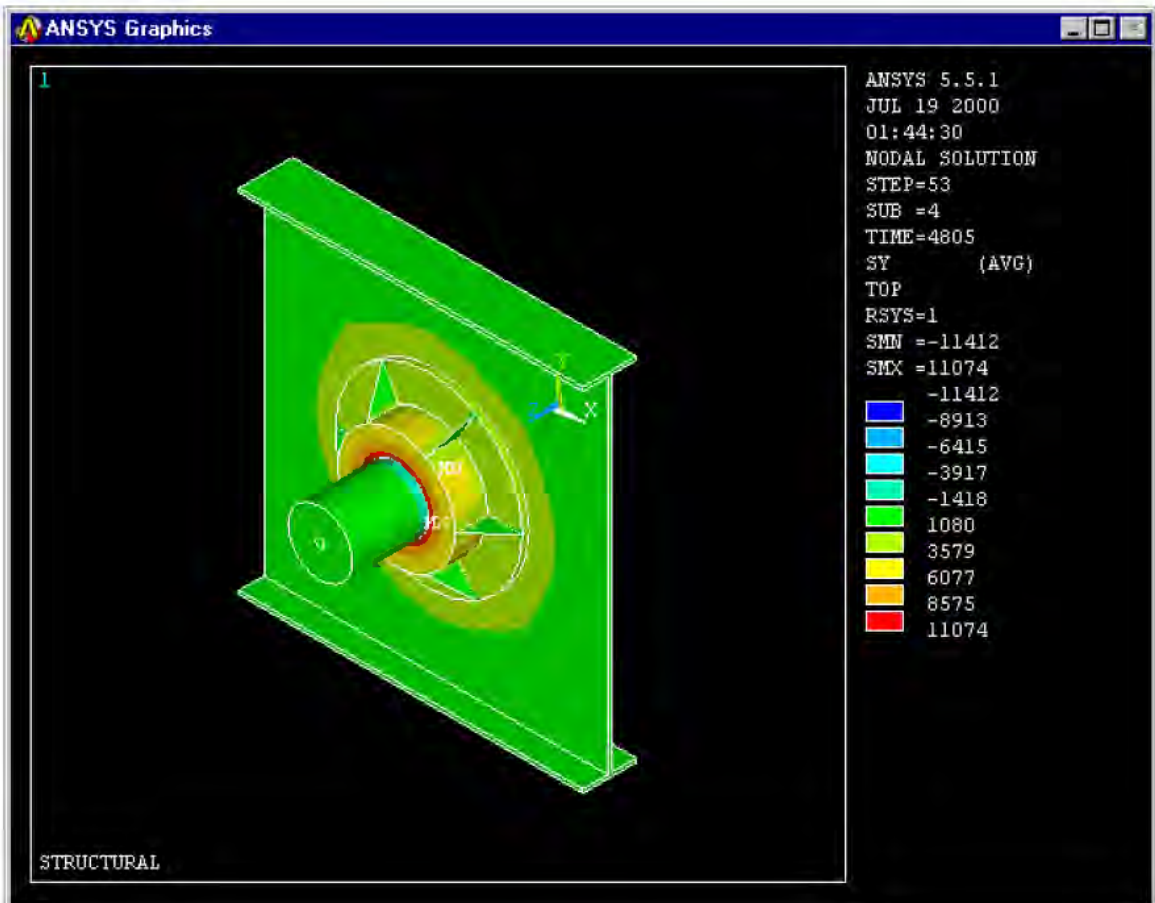 ANSYS Graphics
1
ANSYS 5.5.1
JUL 19 2000
01:44:30
NODAL SOLUTION
STEP=53
SUB =4
TIME=4805
SY (AVG)
TOP
RSYS=1
SMN =-11412
SMX =11074
-11412
-8913
-6415
-3917
-1418
1080
3579
6077
8575
11074
Y
X
STRUCTURAL